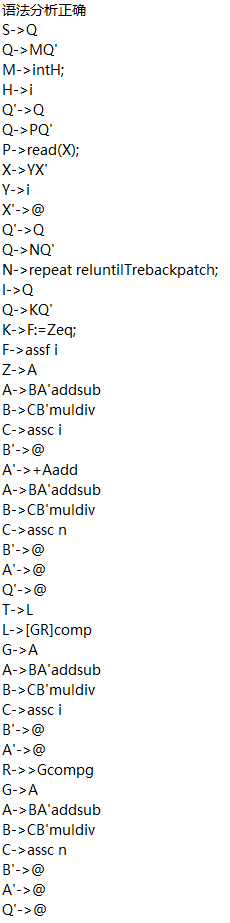 语法分析正确
S->Q
Q->MQ'
M->intH;
H->i
Q'->Q
Q->PQ'
P->read(X);
X->YX'
Y->i
X'->@
Q'->Q
Q->NQ'
N->repeat reIuntilTrebackpatch;
I->Q
Q->KQ'
K->F:=Zeq;
F->assf i
Z->A
A->BA'addsub
B->CB'muldiv
C->assc i
B'->@
A'->+Aadd
A->BA'addsub
B->CB'muldiv
C->assc n
B'->@
A'->@
Q'->@
T->L
L->[GR]comp
G->A
A->BA'addsub
B->CB'muldiv
C->assc i
B'->@
A'->@
R->>Gcompg
G->A
A->BA'addsub
B->CB'muldiv
C->assc n
B'->@
A'->@
Q'->@